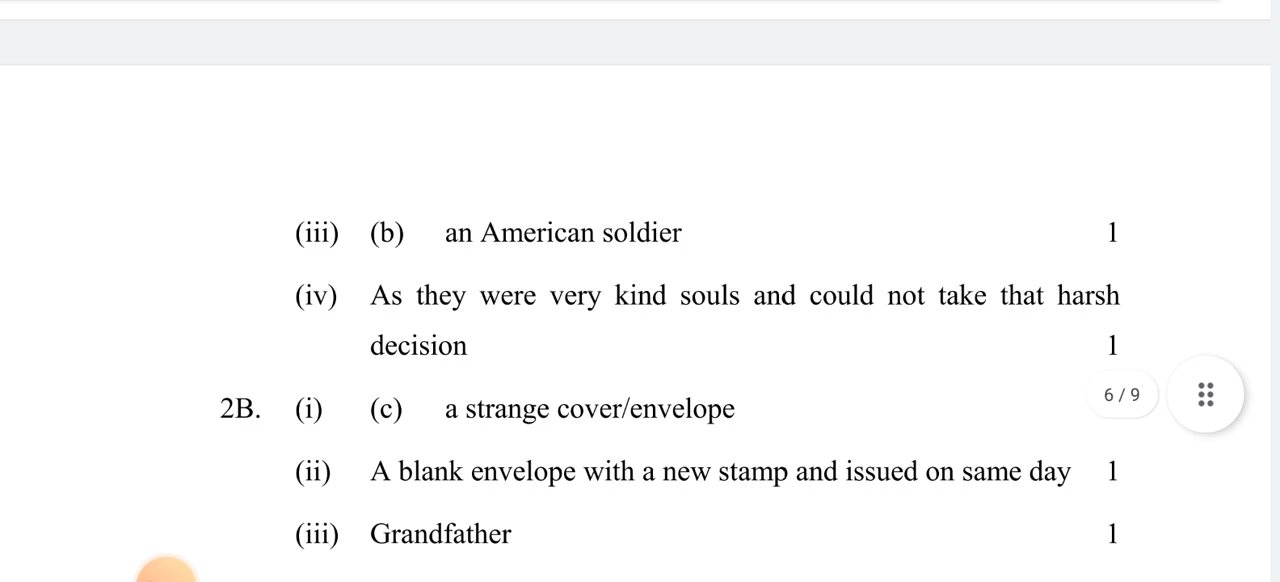 (iii) (b) an American soldier 1
(iv) As they were very kind souls and could not take that harsh
decision 1
6 / 9
2B. (i) (c) a strange cover/envelope
(ii) A blank envelope with a new stamp and issued on same day 1
(iii) Grandfather 1